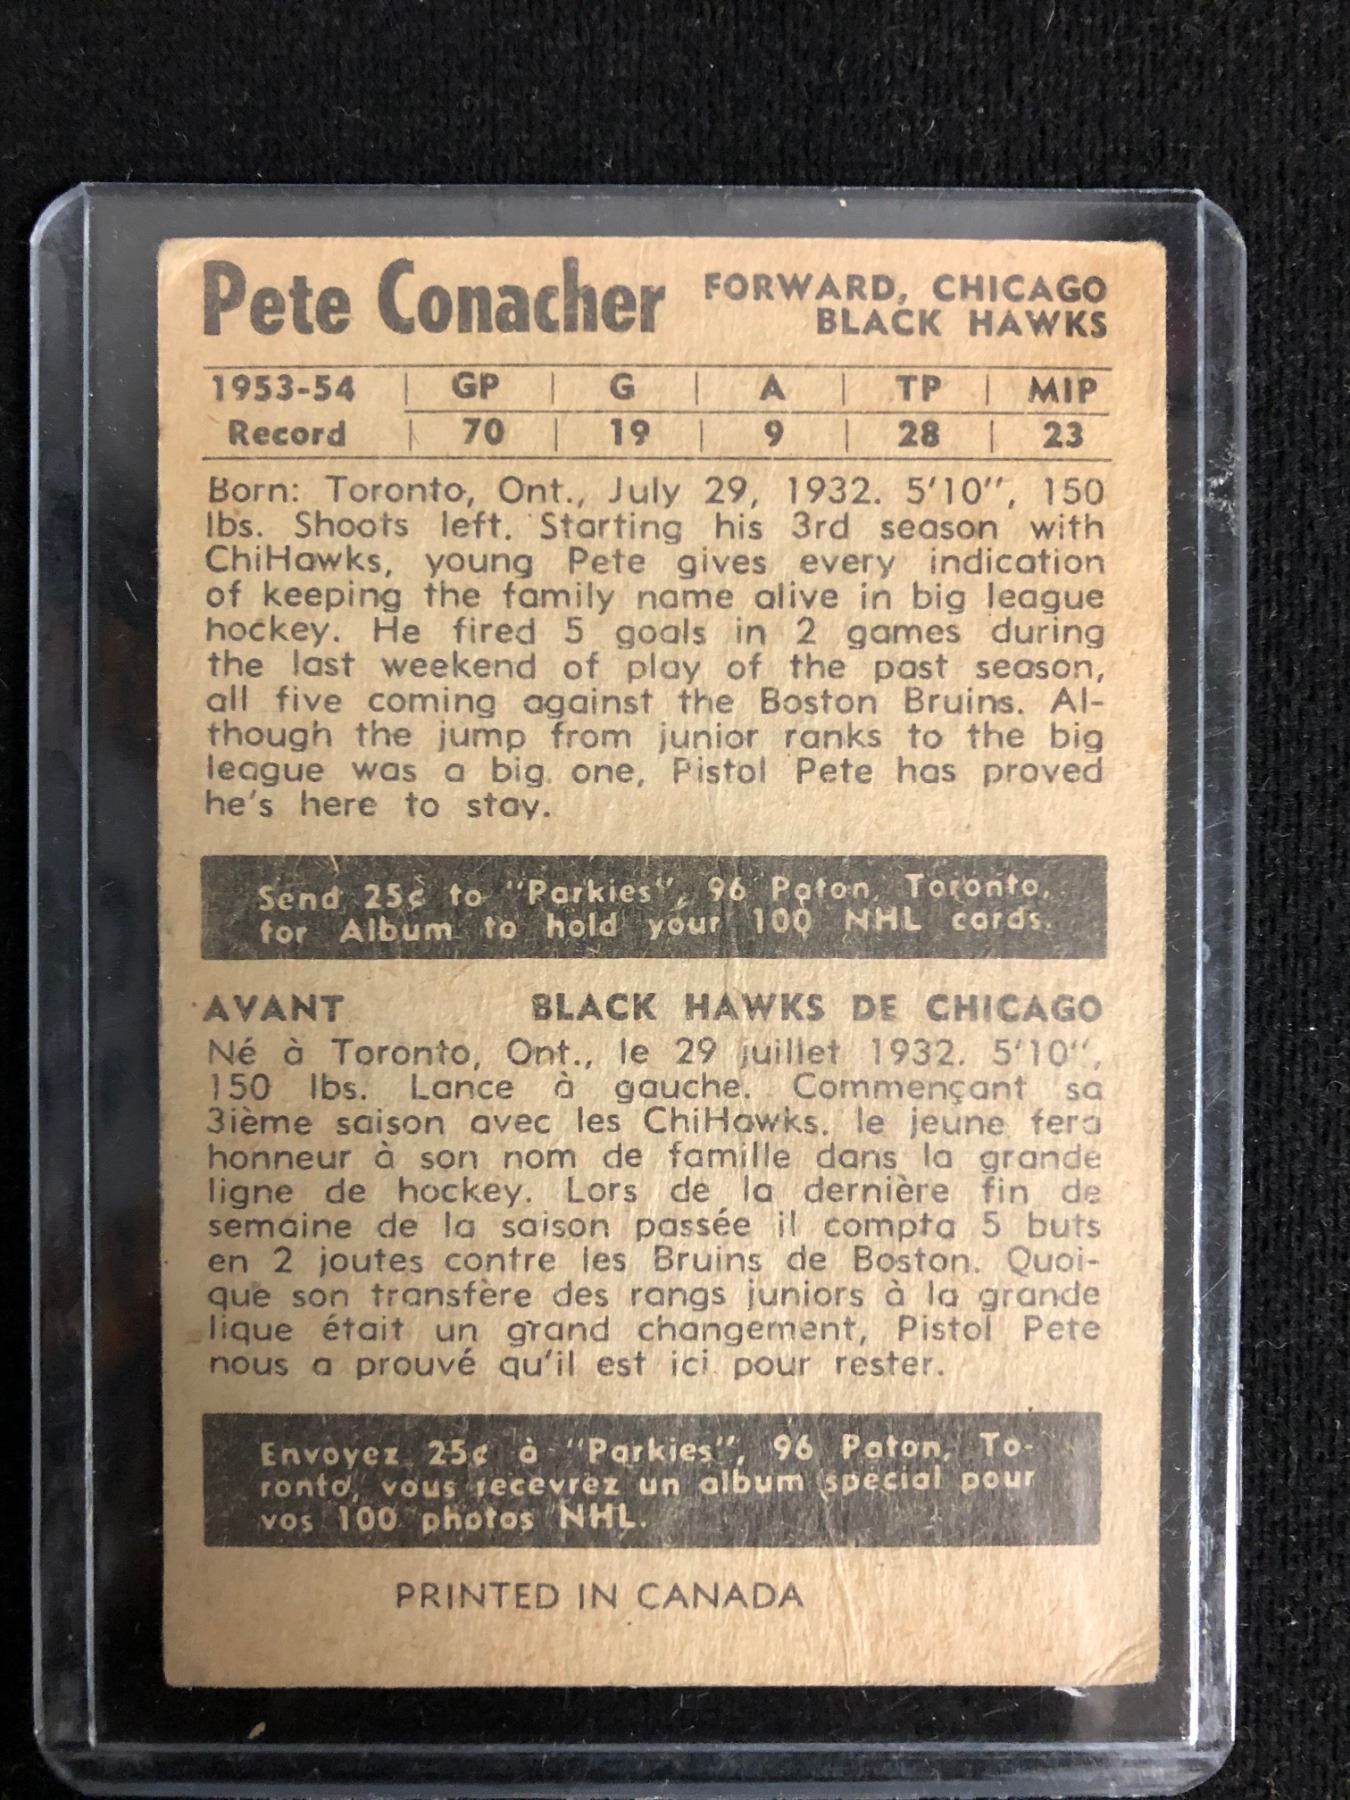 Pete Conacher FORWARD, CHICAGO
BLACK HAWKS
1953-54 | GP | G | A | TP | MIP
Record | 70 | 19 | 9 | 28 | 23
Born: Toronto, Ont., July 29, 1932. 5'10", 150
lbs. Shoots left. Starting his 3rd season with
ChiHawks, young Pete gives every indication
of keeping the family name alive in big league
hockey. He fired 5 goals in 2 games during
the last weekend of play of the past season,
all five coming against the Boston Bruins. Al-
though the jump from junior ranks to the big
league was a big one, Pistol Pete has proved
he's here to stay.
Send 25¢ to "Parkies", 96 Paton, Toronto,
for Album to hold your 100 NHL cards.
AVANT BLACK HAWKS DE CHICAGO
Né à Toronto, Ont., le 29 juillet 1932. 5'10",
150 lbs. Lance à gauche. Commençant sa
3ième saison avec les ChiHawks, le jeune fera
honneur à son nom de famille dans la grande
ligne de hockey. Lors de la dernière fin de
semaine de la saison passée il compta 5 buts
en 2 joutes contre les Bruins de Boston. Quoi-
que son transfère des rangs juniors à la grande
lique était un grand changement, Pistol Pete
nous a prouvé qu'il est ici pour rester.
Envoyez 25¢ à "Parkies", 96 Paton, To-
ronto, vous recevrez un album special pour
vos 100 photos NHL.
PRINTED IN CANADA